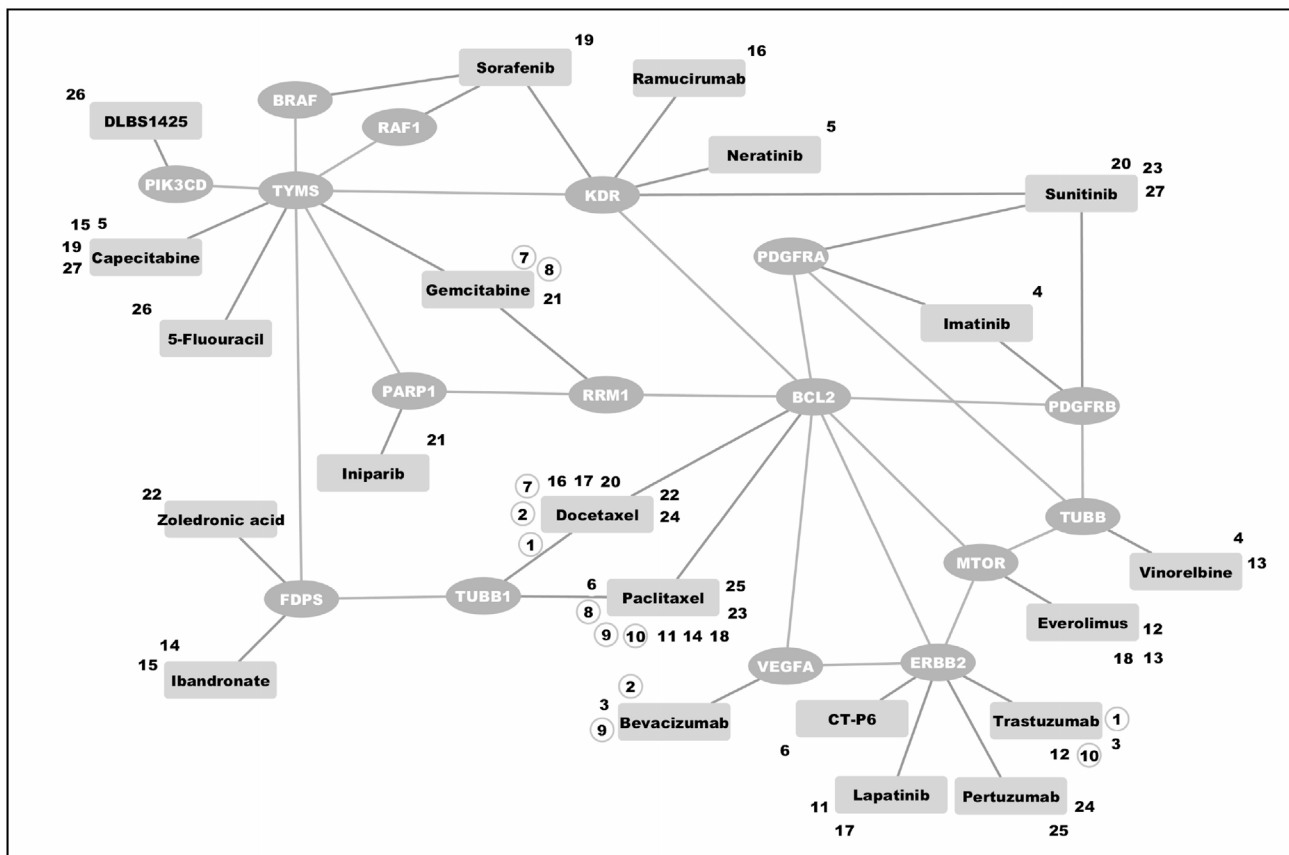 19
Sorafenib
16
Ramucirumab
26
DLBS1425
BRAF
RAF1
5
Neratinib
20 23
Sunitinib 27
PIK3CD
TYMS
KDR
15 5
19
27
Capecitabine
PDGFRA
7 8
Gemcitabine
21
4
Imatinib
26
5-Fluouracil
PARP1
RRM1
BCL2
PDGFRB
21
Iniparib
22
Zoledronic acid
7 16 17 20 22
2 Docetaxel 24
1
TUBB
4
Vinorelbine 13
MTOR
FDPS
TUBB1
6 Paclitaxel 25
8 23
9 10 11 14 18
Everolimus 12
18 13
14
15
Ibandronate
VEGFA
ERBB2
2
3
9
Bevacizumab
CT-P6
6
Trastuzumab 1
12 10 3
Lapatinib
11
17
Pertuzumab 24
25